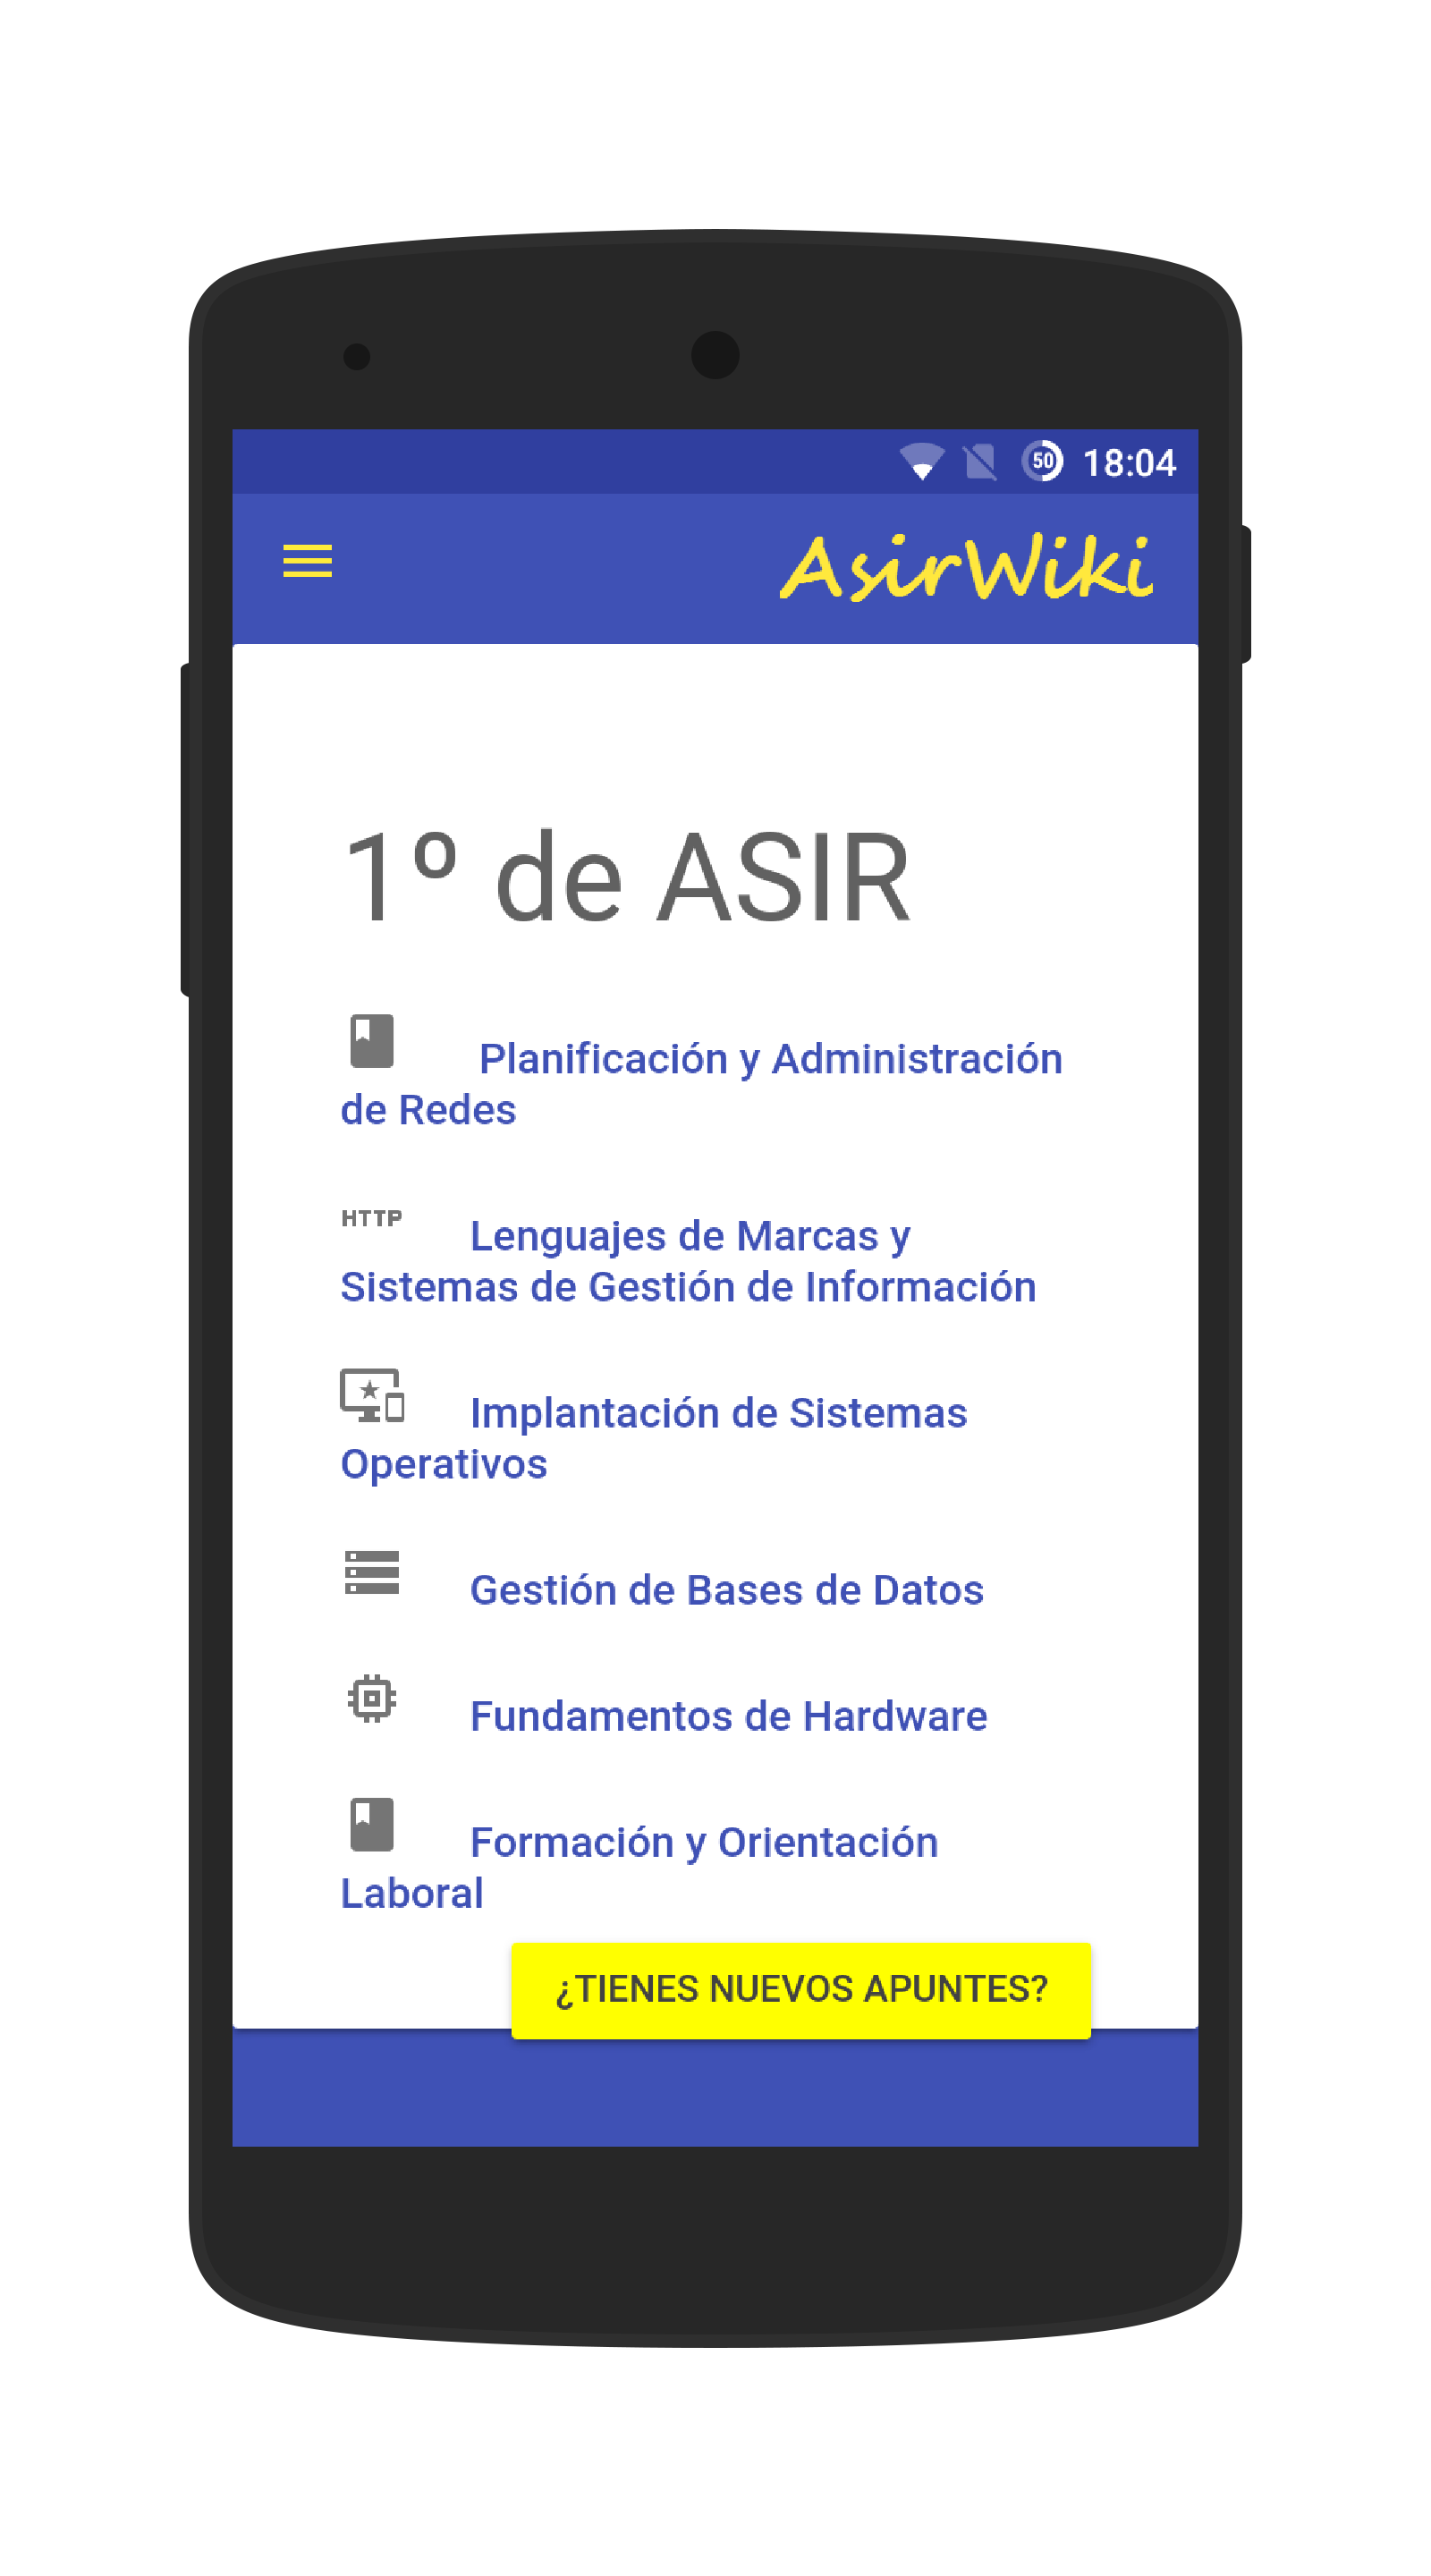 50 18:04
AsirWiki
1º de ASIR
Planificación y Administración
de Redes
HTTP Lenguajes de Marcas y
Sistemas de Gestión de Información
Implantación de Sistemas
Operativos
Gestión de Bases de Datos
Fundamentos de Hardware
Formación y Orientación
Laboral
¿TIENES NUEVOS APUNTES?